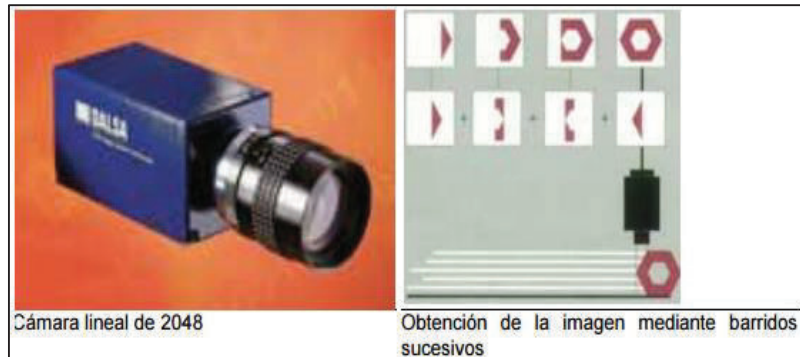 DALSA
Cámara lineal de 2048
Obtención de la imagen mediante barridos
sucesivos